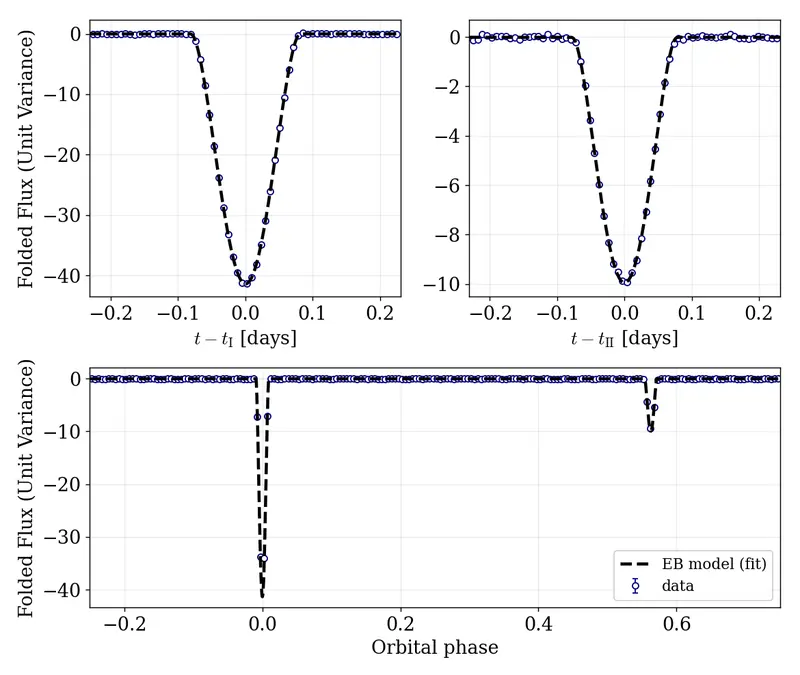 Folded Flux (Unit Variance)
0
−10
−20
−30
−40
−0.2 −0.1 0.0 0.1 0.2
t − tI [days]
0
−2
−4
−6
−8
−10
−0.2 −0.1 0.0 0.1 0.2
t − tII [days]
Folded Flux (Unit Variance)
0
−10
−20
−30
−40
−0.2 0.0 0.2 0.4 0.6
Orbital phase
EB model (fit)
data